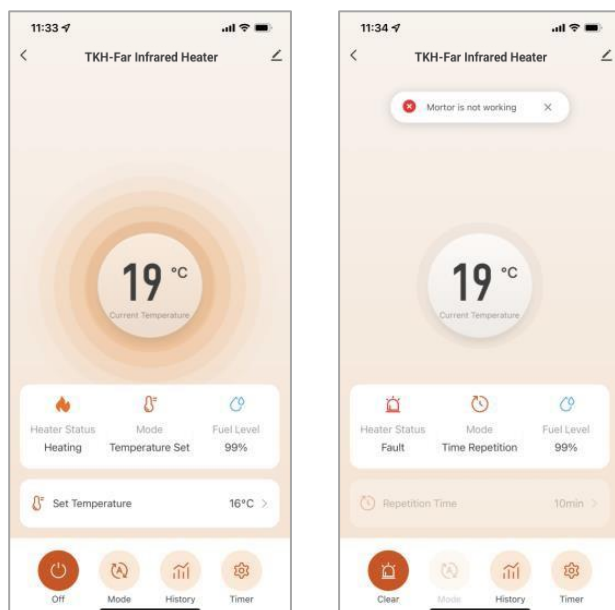 11:33
TKH-Far Infrared Heater
19 °C
Current Temperature
Heater Status Mode Fuel Level
Heating Temperature Set 99%
Set Temperature 16°C >
A
Off Mode History Timer
11:34
TKH-Far Infrared Heater
Mortor is not working ×
19 °C
Current Temperature
Heater Status Mode Fuel Level
Fault Time Repetition 99%
Repetition Time 10min >
A
Clear Mode History Timer